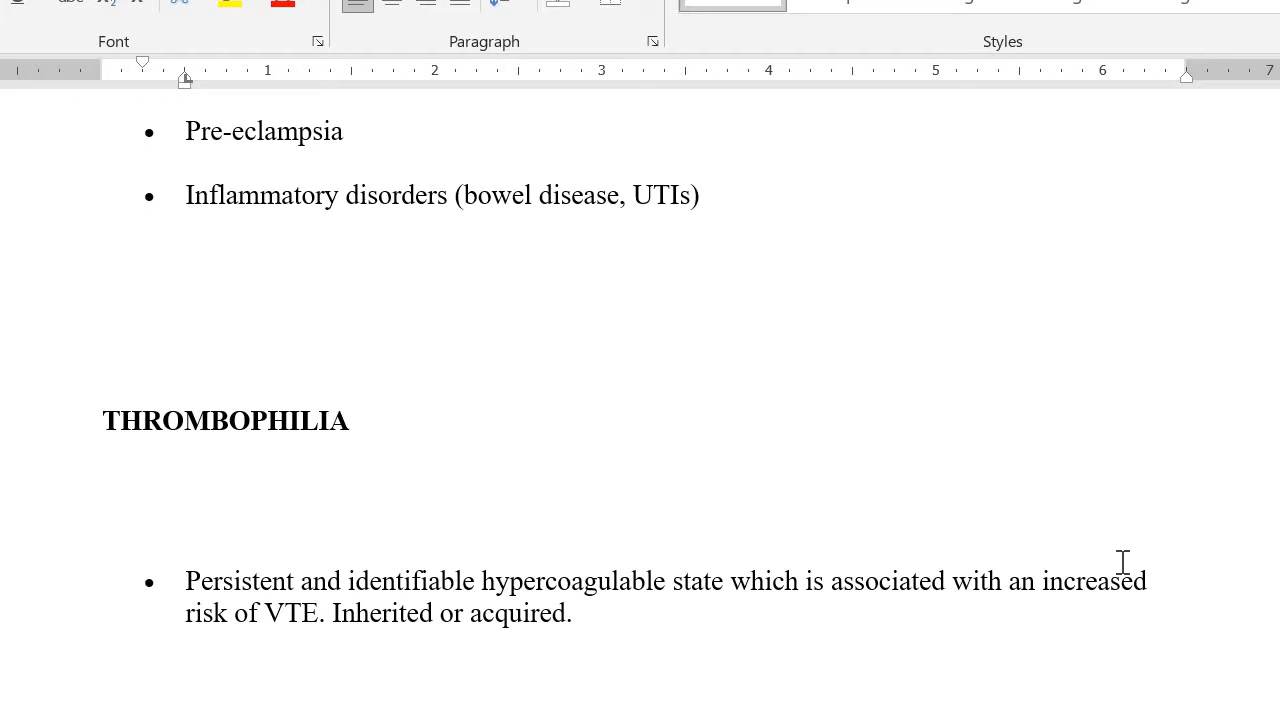 Font
Paragraph
Styles
1 2 3 4 5 6 7
• Pre-eclampsia
• Inflammatory disorders (bowel disease, UTIs)
THROMBOPHILIA
• Persistent and identifiable hypercoagulable state which is associated with an increased
risk of VTE. Inherited or acquired.